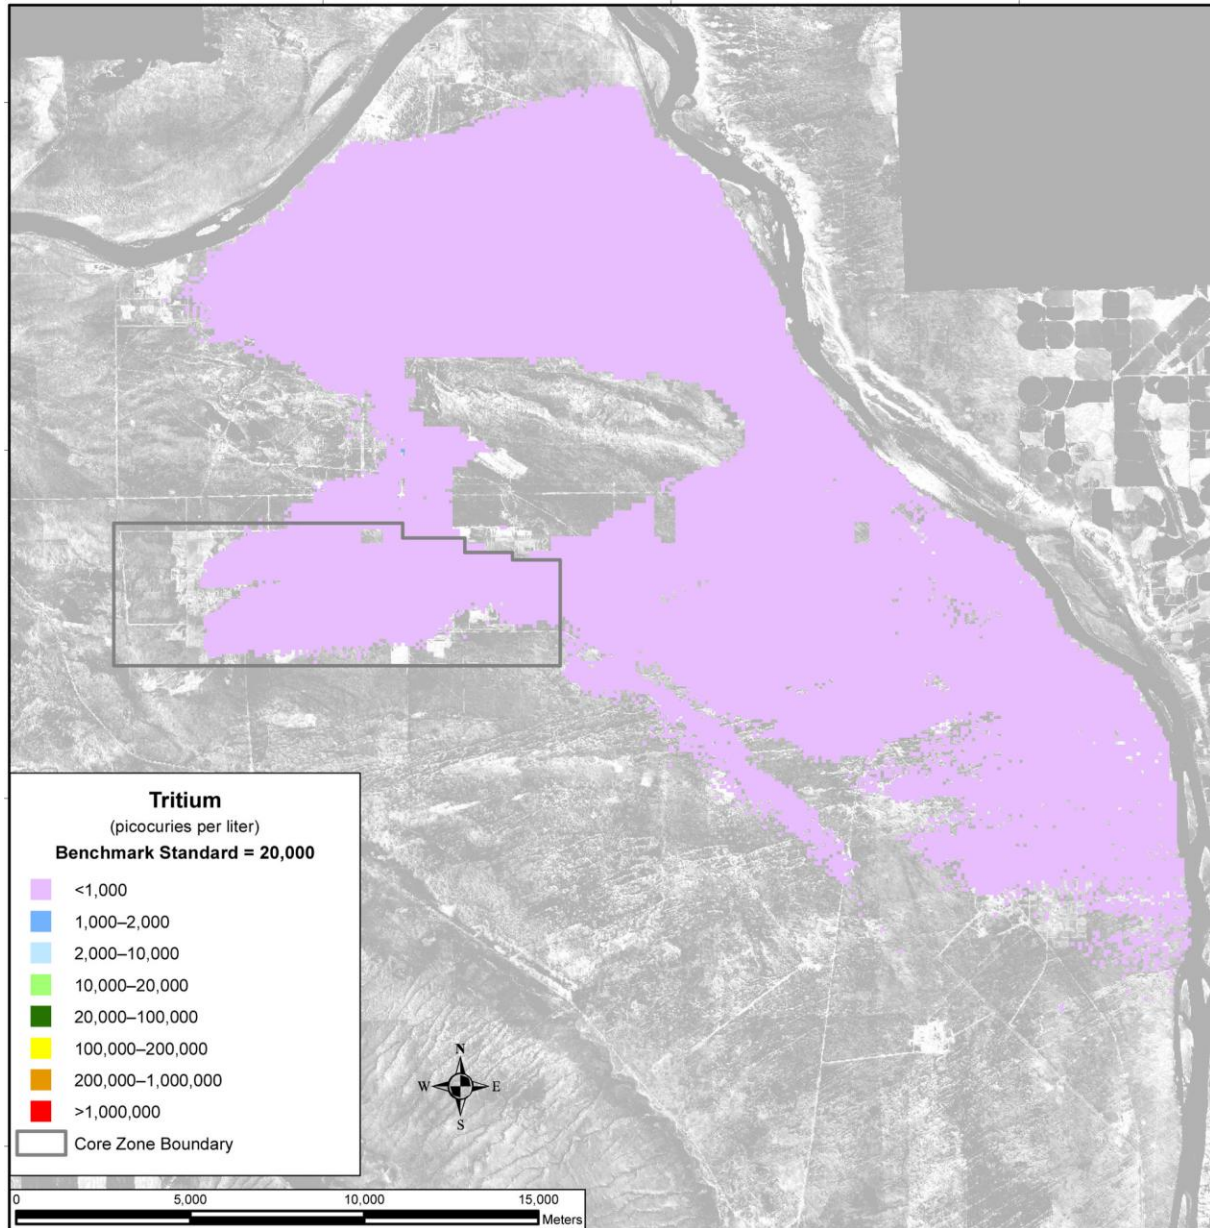 Tritium
(picocuries per liter)
Benchmark Standard = 20,000
<1,000
1,000–2,000
2,000–10,000
10,000–20,000
20,000–100,000
100,000–200,000
200,000–1,000,000
>1,000,000
Core Zone Boundary
N
W E
S
0 5,000 10,000 15,000
Meters